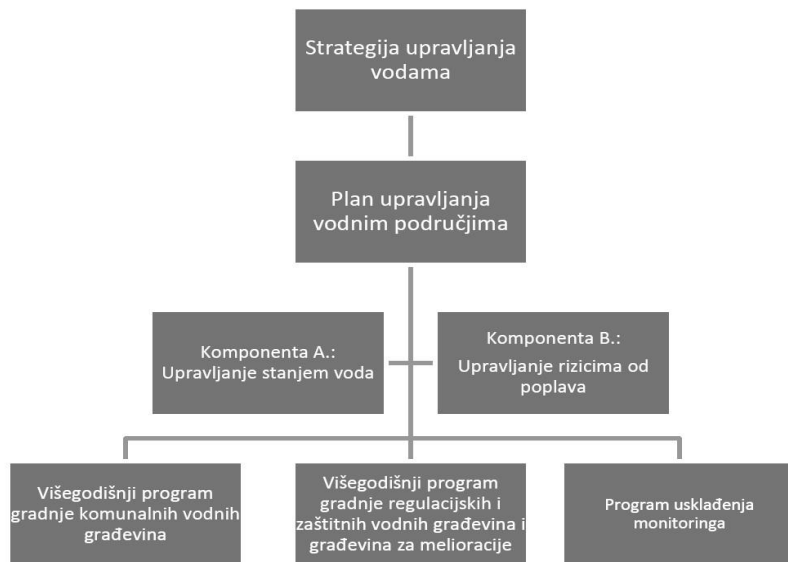 Strategija upravljanja
vodama
Plan upravljanja
vodnim područjima
Komponenta A.:
Upravljanje stanjem voda
Komponenta B.:
Upravljanje rizicima od
poplava
Višegodišnji program
gradnje komunalnih vodnih
građevina
Višegodišnji program
gradnje regulacijskih i
zaštitnih vodnih građevina i
građevina za melioracije
Program usklađenja
monitoringa